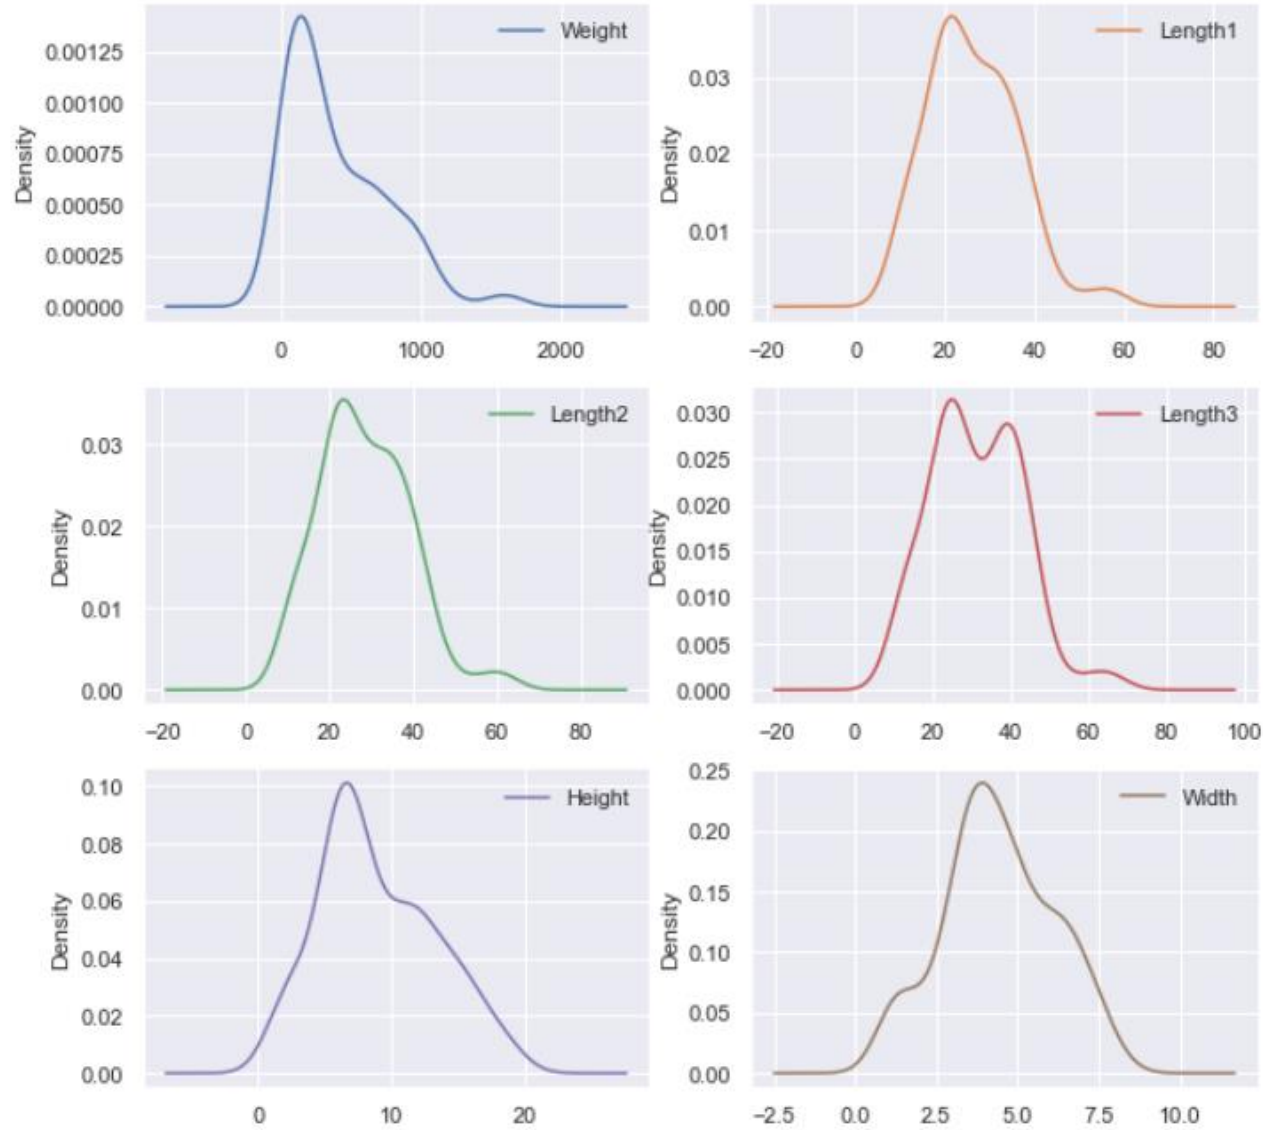 Weight
Density
0.00125
0.00100
0.00075
0.00050
0.00025
0.00000
0 1000 2000
Length1
Density
0.03
0.02
0.01
0.00
−20 0 20 40 60 80
Length2
Density
0.03
0.02
0.01
0.00
−20 0 20 40 60 80
Length3
Density
0.030
0.025
0.020
0.015
0.010
0.005
0.000
−20 0 20 40 60 80 100
Height
Density
0.10
0.08
0.06
0.04
0.02
0.00
0 10 20
Width
Density
0.25
0.20
0.15
0.10
0.05
0.00
−2.5 0.0 2.5 5.0 7.5 10.0